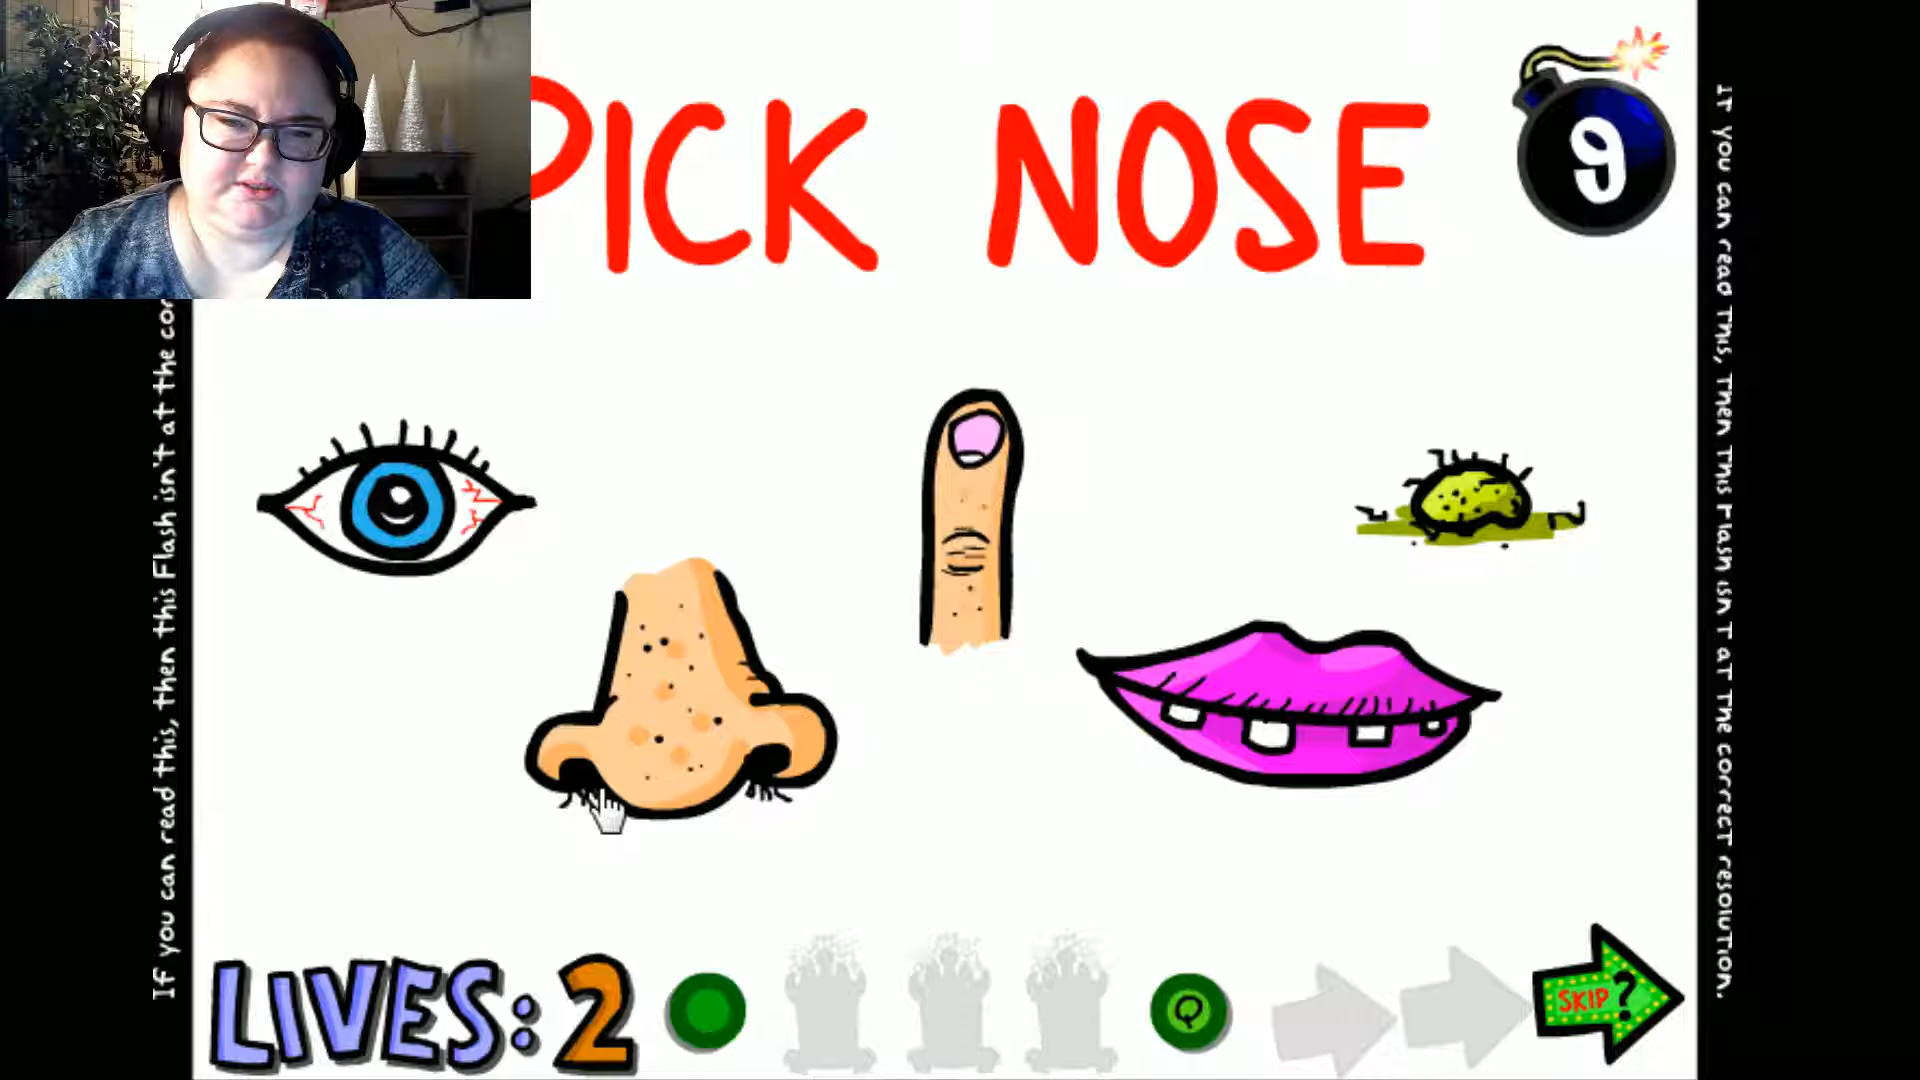 PICK NOSE
9
If you can read this, then this Flash isn't at the cor
If you can read this, then this Flash isn't at the correct resolution.
LIVES: 2
Q
SKIP?